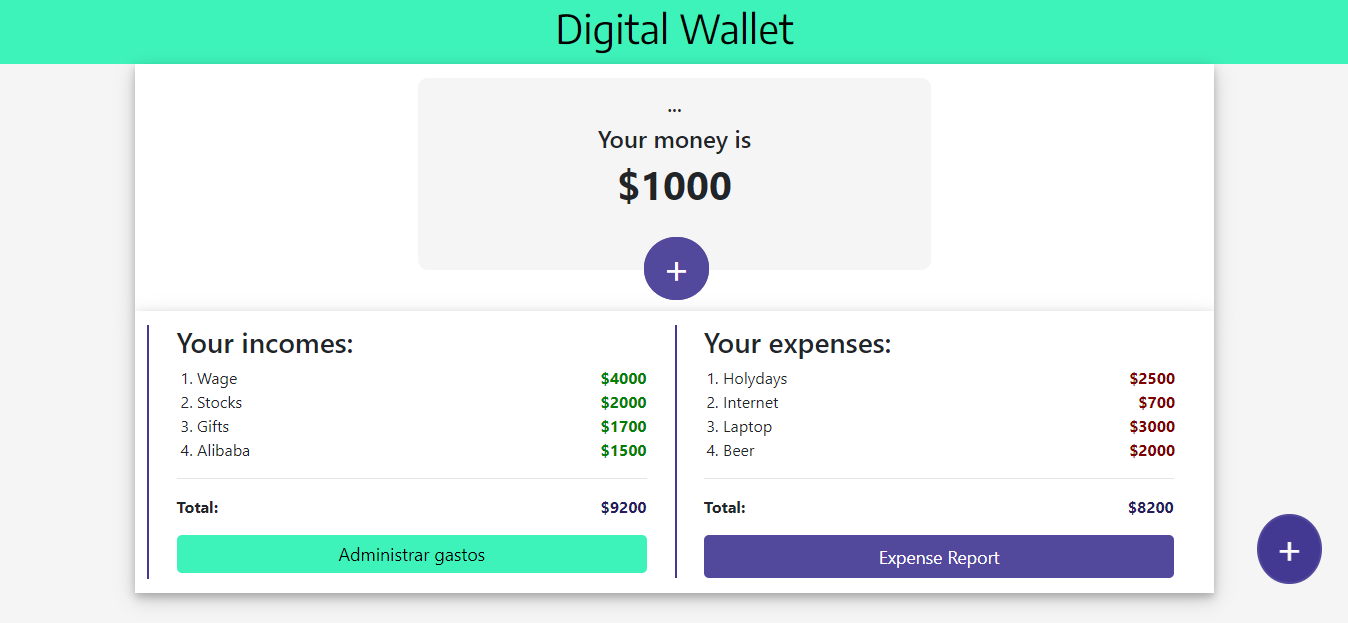 Digital Wallet
...
Your money is
$1000
+
Your incomes:
1. Wage $4000
2. Stocks $2000
3. Gifts $1700
4. Alibaba $1500
Total: $9200
Administrar gastos
Your expenses:
1. Holydays $2500
2. Internet $700
3. Laptop $3000
4. Beer $2000
Total: $8200
Expense Report
+